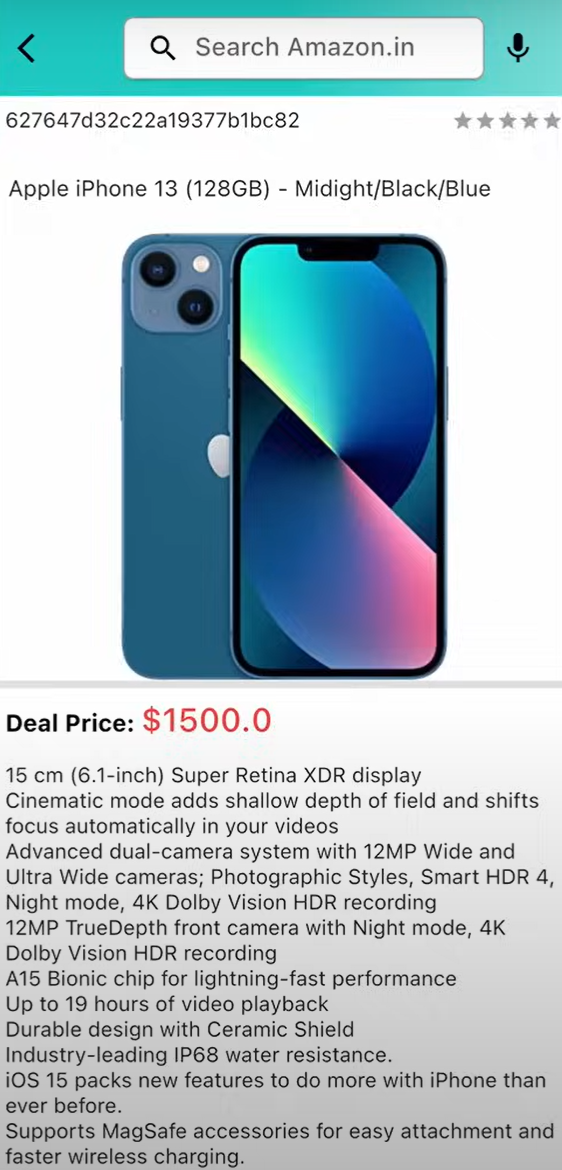 Search Amazon.in
627647d32c22a19377b1bc82
Apple iPhone 13 (128GB) - Midight/Black/Blue
Deal Price: $1500.0
15 cm (6.1-inch) Super Retina XDR display
Cinematic mode adds shallow depth of field and shifts
focus automatically in your videos
Advanced dual-camera system with 12MP Wide and
Ultra Wide cameras; Photographic Styles, Smart HDR 4,
Night mode, 4K Dolby Vision HDR recording
12MP TrueDepth front camera with Night mode, 4K
Dolby Vision HDR recording
A15 Bionic chip for lightning-fast performance
Up to 19 hours of video playback
Durable design with Ceramic Shield
Industry-leading IP68 water resistance.
iOS 15 packs new features to do more with iPhone than
ever before.
Supports MagSafe accessories for easy attachment and
faster wireless charging.